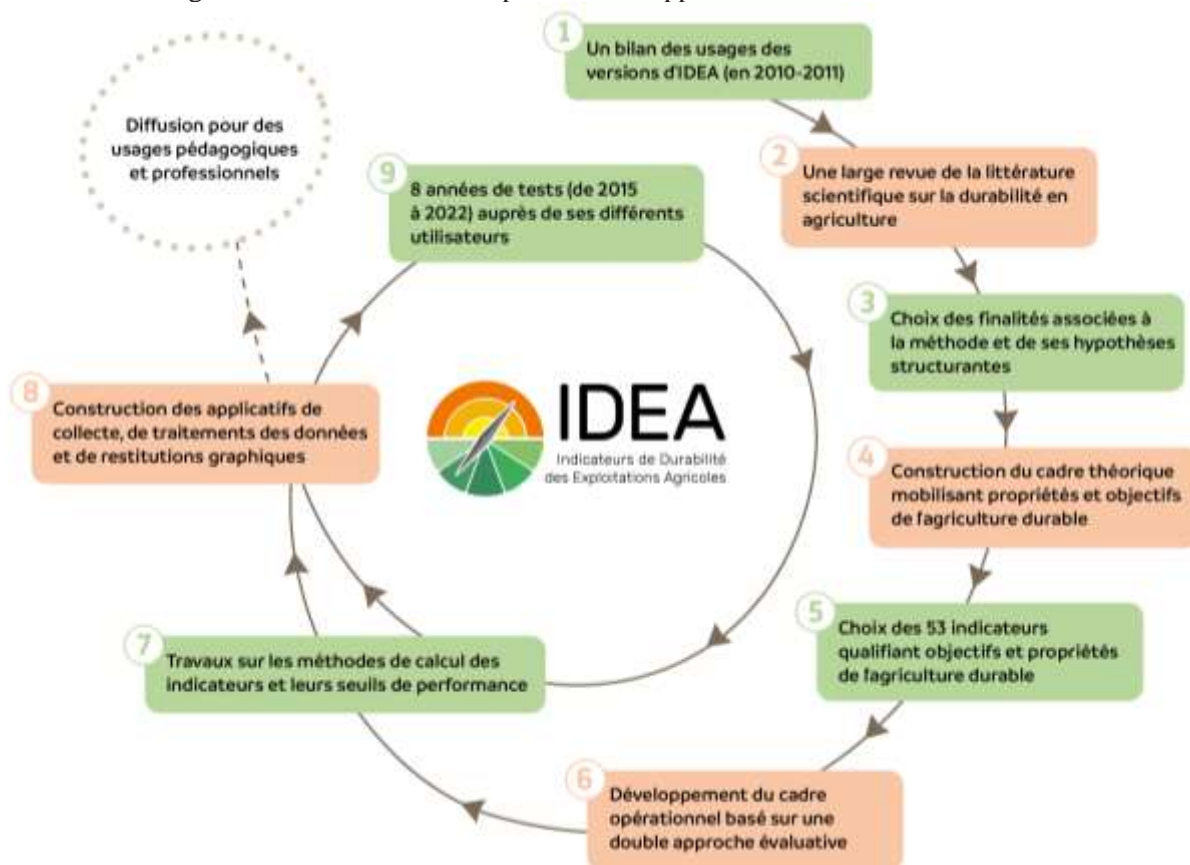 1
Un bilan des usages des
versions d'IDEA (en 2010-2011)
2
Une large revue de la littérature
scientifique sur la durabilité en
agriculture
3
Choix des finalités associées à
la méthode et de ses hypothèses
structurantes
4
Construction du cadre théorique
mobilisant propriétés et objectifs
de l'agriculture durable
5
Choix des 53 indicateurs
qualifiant objectifs et propriétés
de l'agriculture durable
6
Développement du cadre
opérationnel basé sur une
double approche évaluative
7
Travaux sur les méthodes de calcul des
indicateurs et leurs seuils de performance
8
Construction des applicatifs de
collecte, de traitements des données
et de restitutions graphiques
9
8 années de tests (de 2015
à 2022) auprès de ses différents
utilisateurs
Diffusion pour des
usages pédagogiques
et professionnels
IDEA
Indicateurs de Durabilité
des Exploitations Agricoles